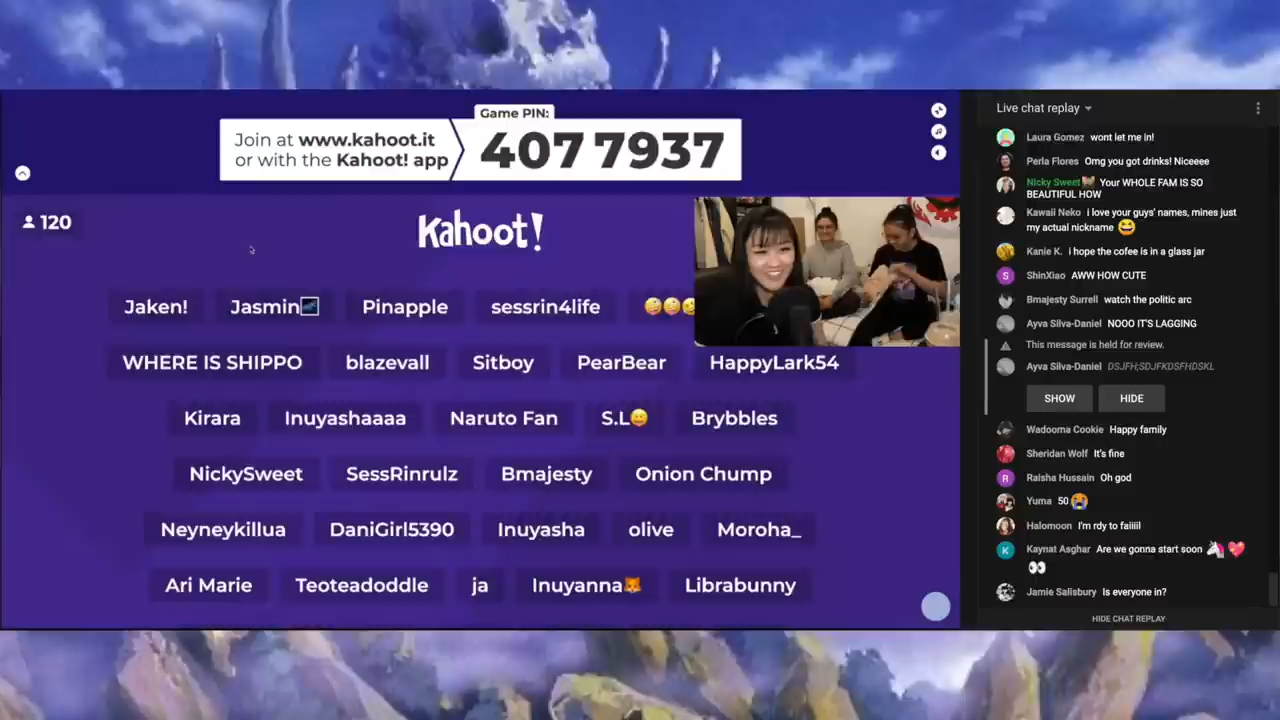 Game PIN:
Join at www.kahoot.it
or with the Kahoot! app
407 7937
120
Kahoot!
Jaken!
Jasmin🌌
Pinapple
sessrin4life
🤪🤪🤪
WHERE IS SHIPPO
blazevall
Sitboy
PearBear
HappyLark54
Kirara
Inuyashaaaa
Naruto Fan
S.L😄
Brybbles
NickySweet
SessRinrulz
Bmajesty
Onion Chump
Neyneykillua
DaniGirl5390
Inuyasha
olive
Moroha_
Ari Marie
Teoteadoddle
ja
Inuyanna🦊
Librabunny
Live chat replay
Laura Gomez wont let me in!
Perla Flores Omg you got drinks! Niceeee
Nicky Sweet Your WHOLE FAM IS SO
BEAUTIFUL HOW
Kawaii Neko i love your guys' names, mines just
my actual nickname 😆
Kanie K. i hope the cofee is in a glass jar
S
ShinXiao AWW HOW CUTE
Bmajesty Surrell watch the politic arc
Ayva Silva-Daniel NOOO IT'S LAGGING
This message is held for review.
Ayva Silva-Daniel DSJFH;SDJFKDSFHDSKL
SHOW
HIDE
Wadooma Cookie Happy family
Sheridan Wolf It's fine
R
Raisha Hussain Oh god
Yuma 50 😭
Halomoon I'm rdy to faiiiil
K
Kaynat Asghar Are we gonna start soon 🦄💖
👀
Jamie Salisbury Is everyone in?
HIDE CHAT REPLAY